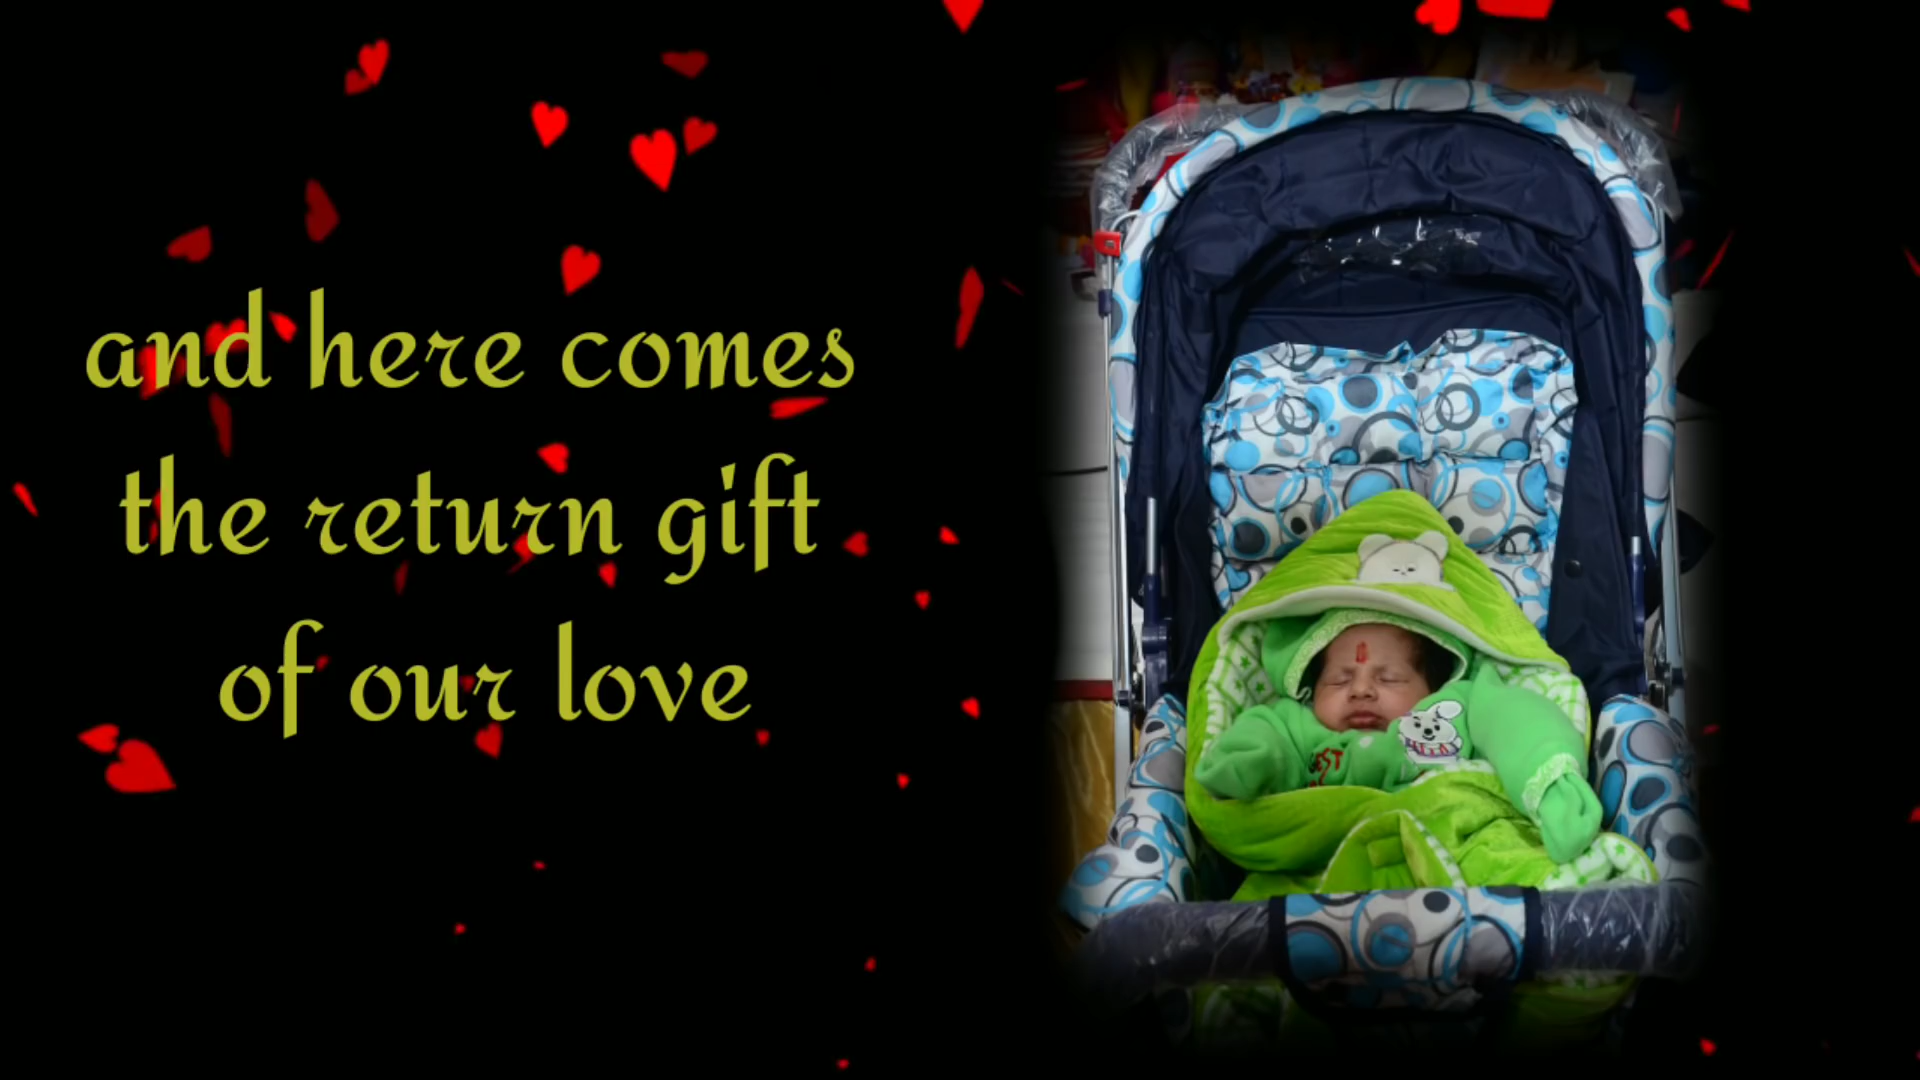 and here comes
the return gift
of our love